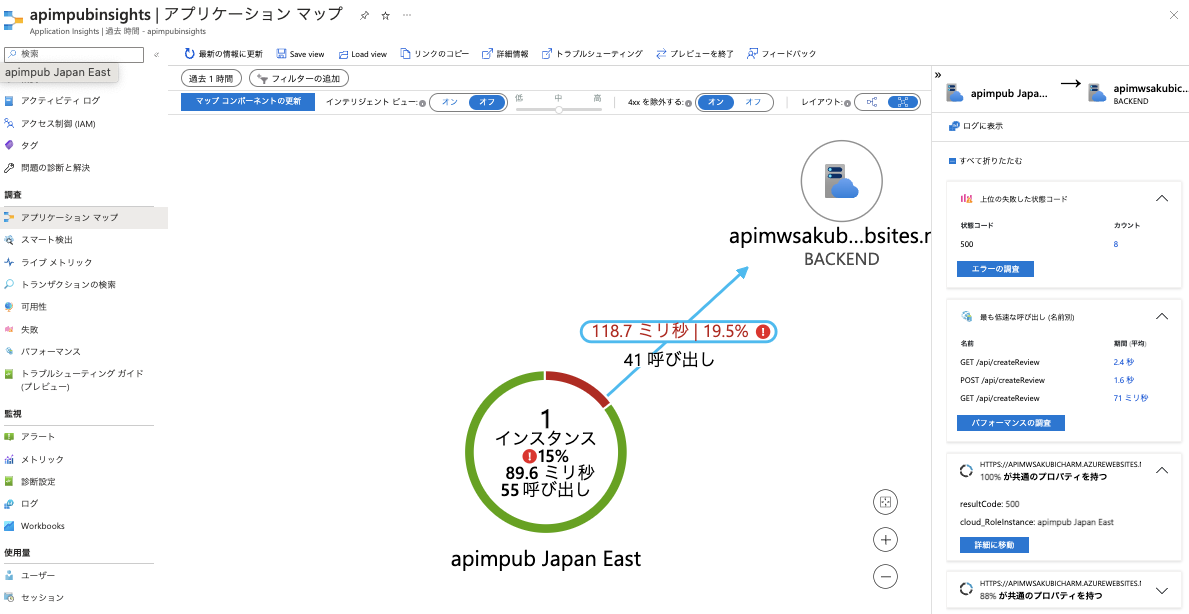 apimpubinsights | アプリケーション マップ
Application Insights | 過去 時間 - apimpubinsights
検索
apimpub Japan East
アクティビティ ログ
アクセス制御 (IAM)
タグ
問題の診断と解決
調査
アプリケーション マップ
スマート検出
ライブ メトリック
トランザクションの検索
可用性
失敗
パフォーマンス
トラブルシューティング ガイド
(プレビュー)
監視
アラート
メトリック
診断設定
ログ
Workbooks
使用量
ユーザー
セッション
最新の情報に更新 Save view Load view リンクのコピー 詳細情報 トラブルシューティング プレビューを終了 フィードバック
過去 1 時間 フィルターの追加
マップ コンポーネントの更新 インテリジェント ビュー: オン オフ 低 中 高 4xx を除外する: オン オフ レイアウト:
apimwsakub...bsites.r
BACKEND
118.7 ミリ秒 | 19.5%
41 呼び出し
1
インスタンス
15%
89.6 ミリ秒
55 呼び出し
apimpub Japan East
apimpub Japa...
apimwsakubic...
BACKEND
ログに表示
すべて折りたたむ
上位の失敗した状態コード
状態コード カウント
500 8
エラーの調査
最も低速な呼び出し (名前別)
名前 期間 (平均)
GET /api/createReview 2.4 秒
POST /api/createReview 1.6 秒
GET /api/createReview 71 ミリ秒
パフォーマンスの調査
HTTPS://APIMWSAKUBICHARM.AZUREWEBSITES.
100% が共通のプロパティを持つ
resultCode: 500
cloud_RoleInstance: apimpub Japan East
詳細に移動
HTTPS://APIMWSAKUBICHARM.AZUREWEBSITES.
88% が共通のプロパティを持つ